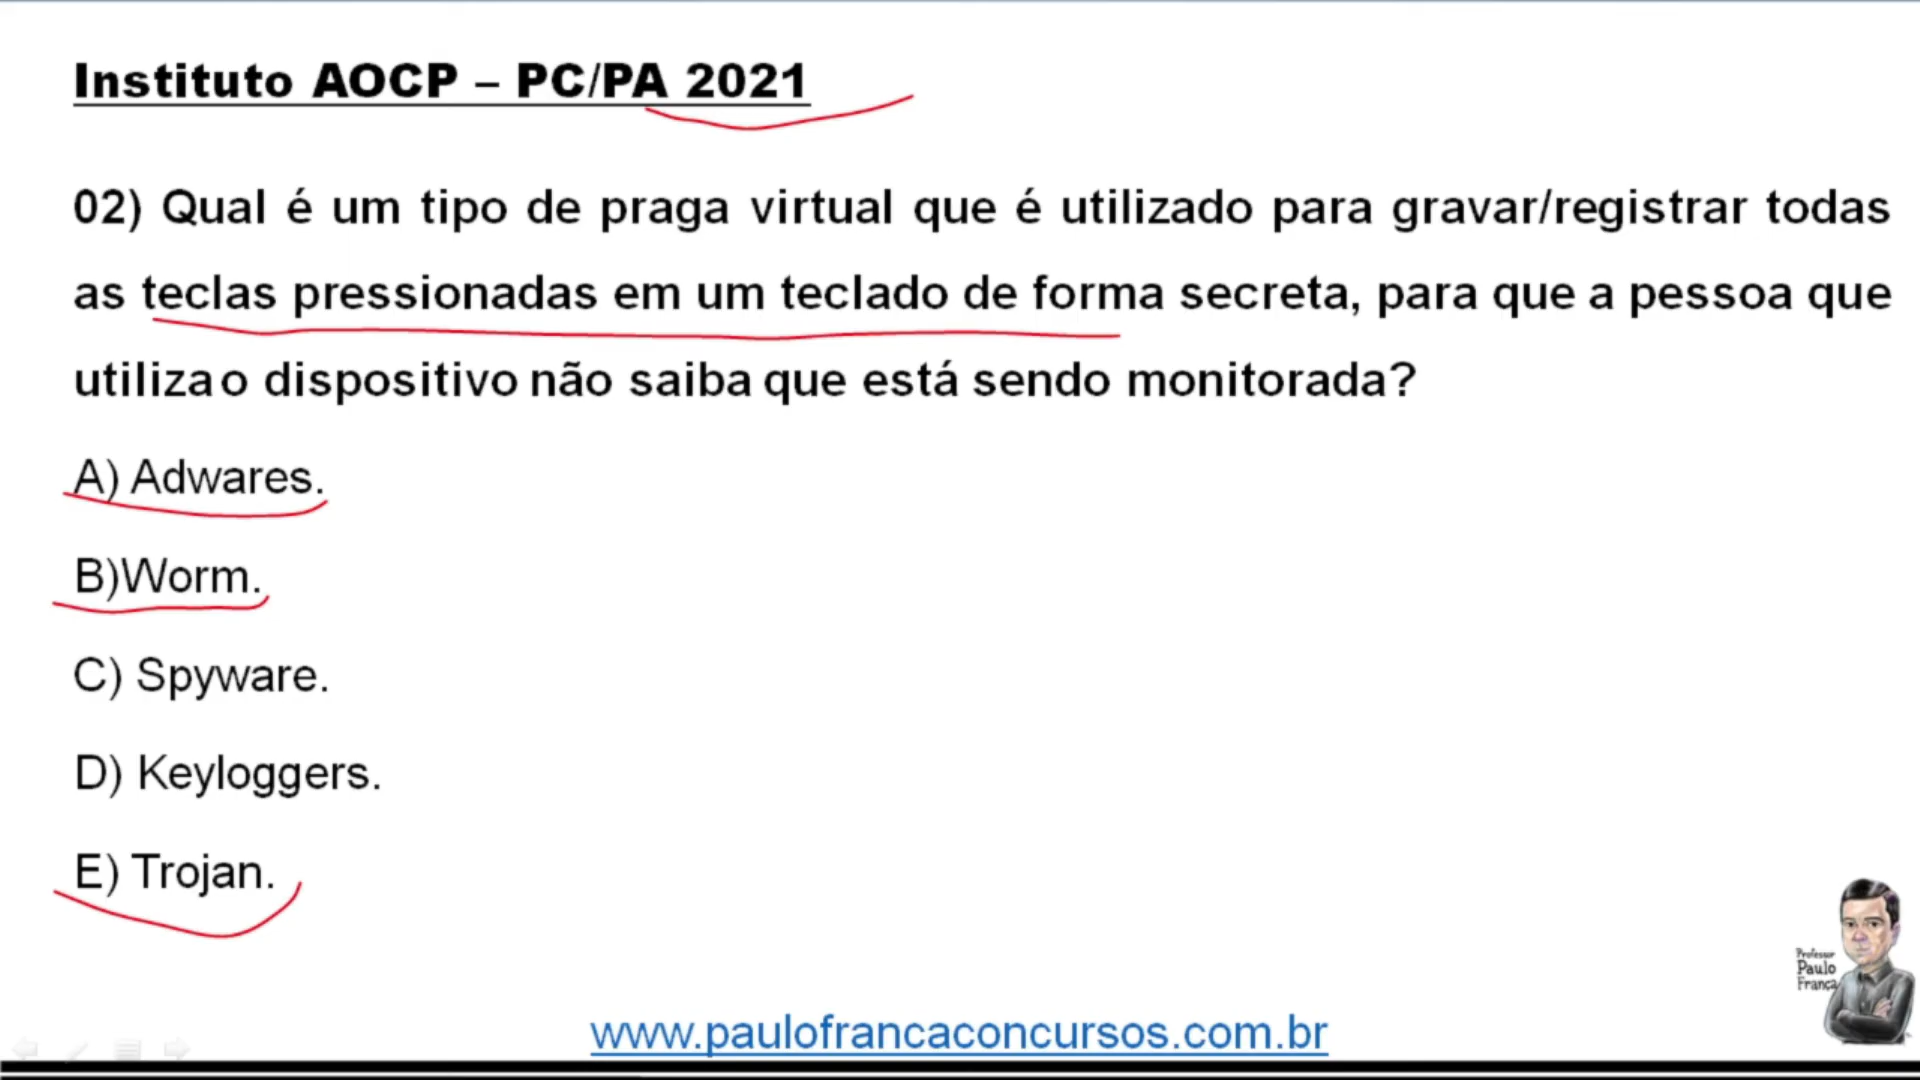 Instituto AOCP – PC/PA 2021
02) Qual é um tipo de praga virtual que é utilizado para gravar/registrar todas
as teclas pressionadas em um teclado de forma secreta, para que a pessoa que
utiliza o dispositivo não saiba que está sendo monitorada?
A) Adwares.
B)Worm.
C) Spyware.
D) Keyloggers.
E) Trojan.
Professor
Paulo
França
www.paulofrancaconcursos.com.br